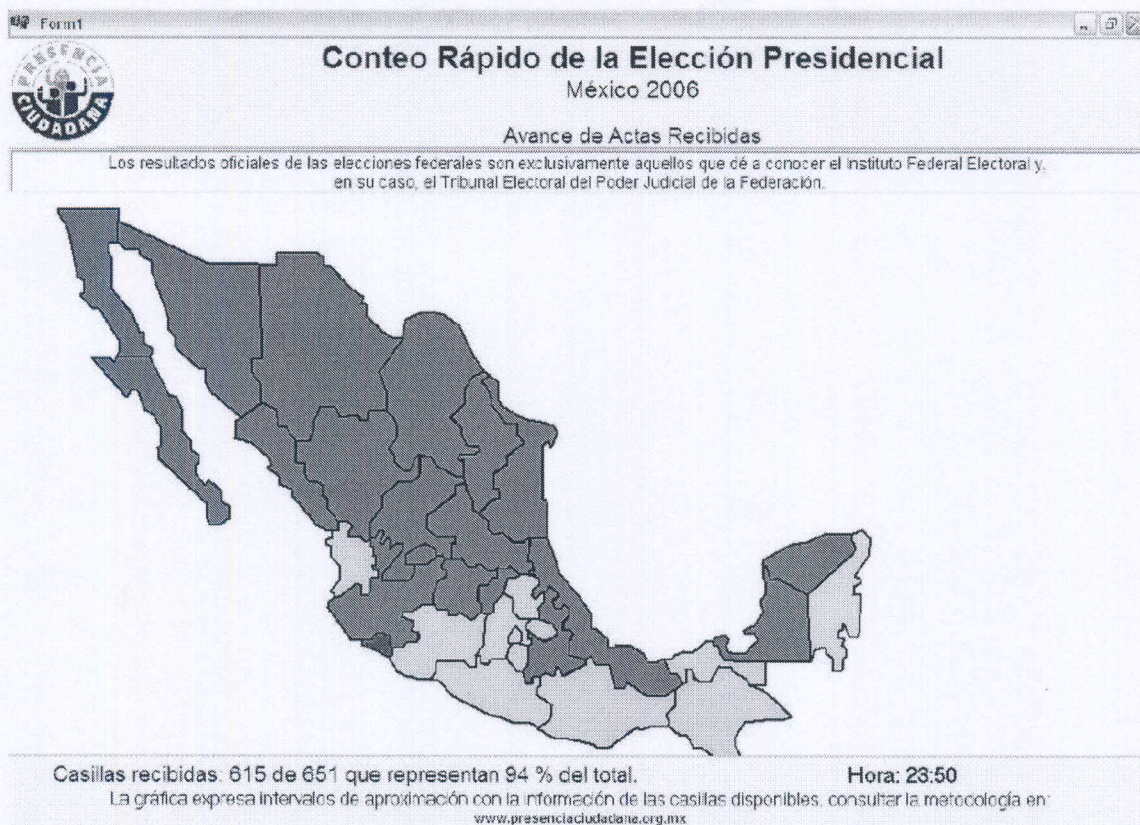 Form1
PRESENCIA CIUDADANA
Conteo Rápido de la Elección Presidencial
México 2006
Avance de Actas Recibidas
Los resultados oficiales de las elecciones federales son exclusivamente aquellos que dé a conocer el Instituto Federal Electoral y,
en su caso, el Tribunal Electoral del Poder Judicial de la Federación.
Casillas recibidas: 615 de 651 que representan 94 % del total.
Hora: 23:50
La gráfica expresa intervalos de aproximación con la información de las casillas disponibles, consultar la metodología en:
www.presenciaciudadana.org.mx